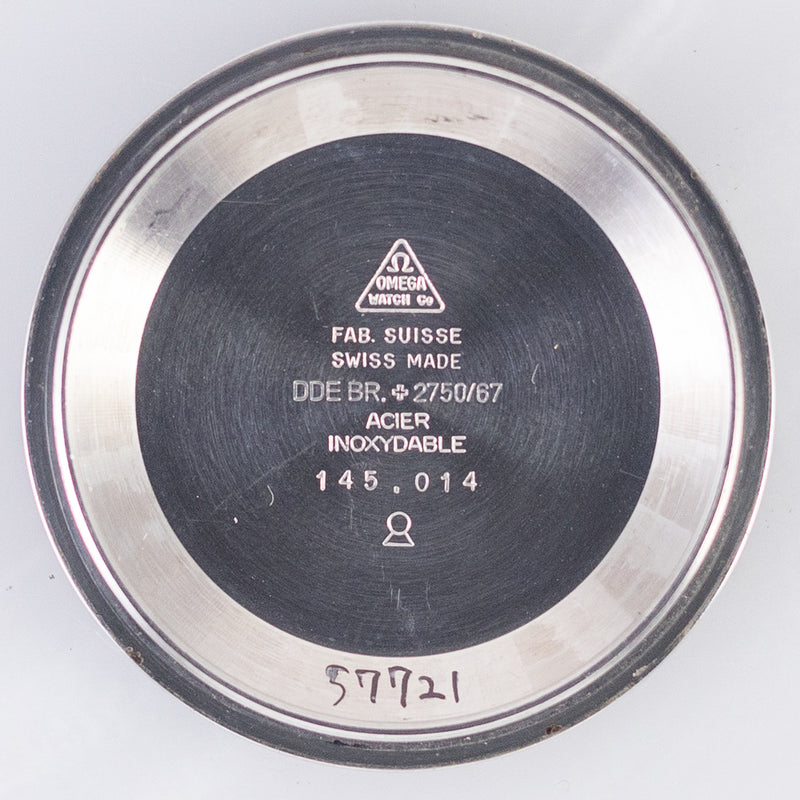 Ω
OMEGA
WATCH Co
FAB. SUISSE
SWISS MADE
DDE BR. ✚ 2750/67
ACIER
INOXYDABLE
145.014
57721